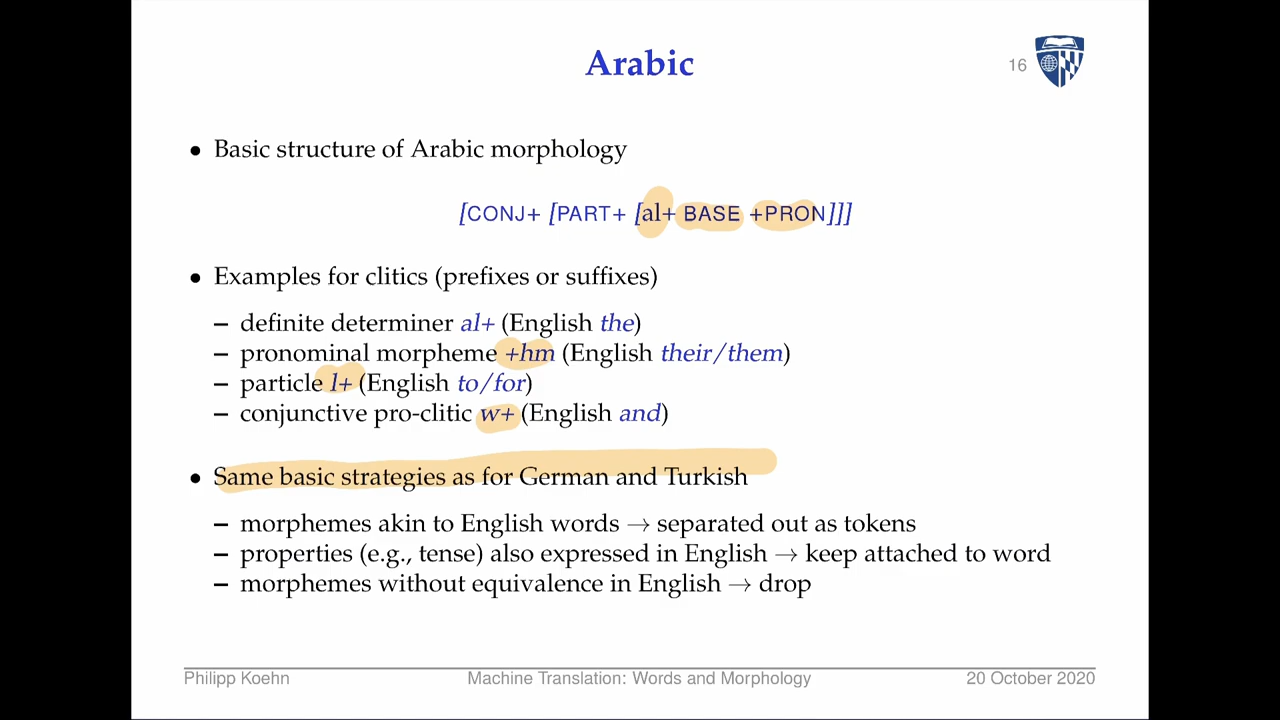 Arabic
16
• Basic structure of Arabic morphology
[CONJ+ [PART+ [al+ BASE +PRON]]]
• Examples for clitics (prefixes or suffixes)
– definite determiner al+ (English the)
– pronominal morpheme +hm (English their/them)
– particle l+ (English to/for)
– conjunctive pro-clitic w+ (English and)
• Same basic strategies as for German and Turkish
– morphemes akin to English words → separated out as tokens
– properties (e.g., tense) also expressed in English → keep attached to word
– morphemes without equivalence in English → drop
Philipp Koehn
Machine Translation: Words and Morphology
20 October 2020